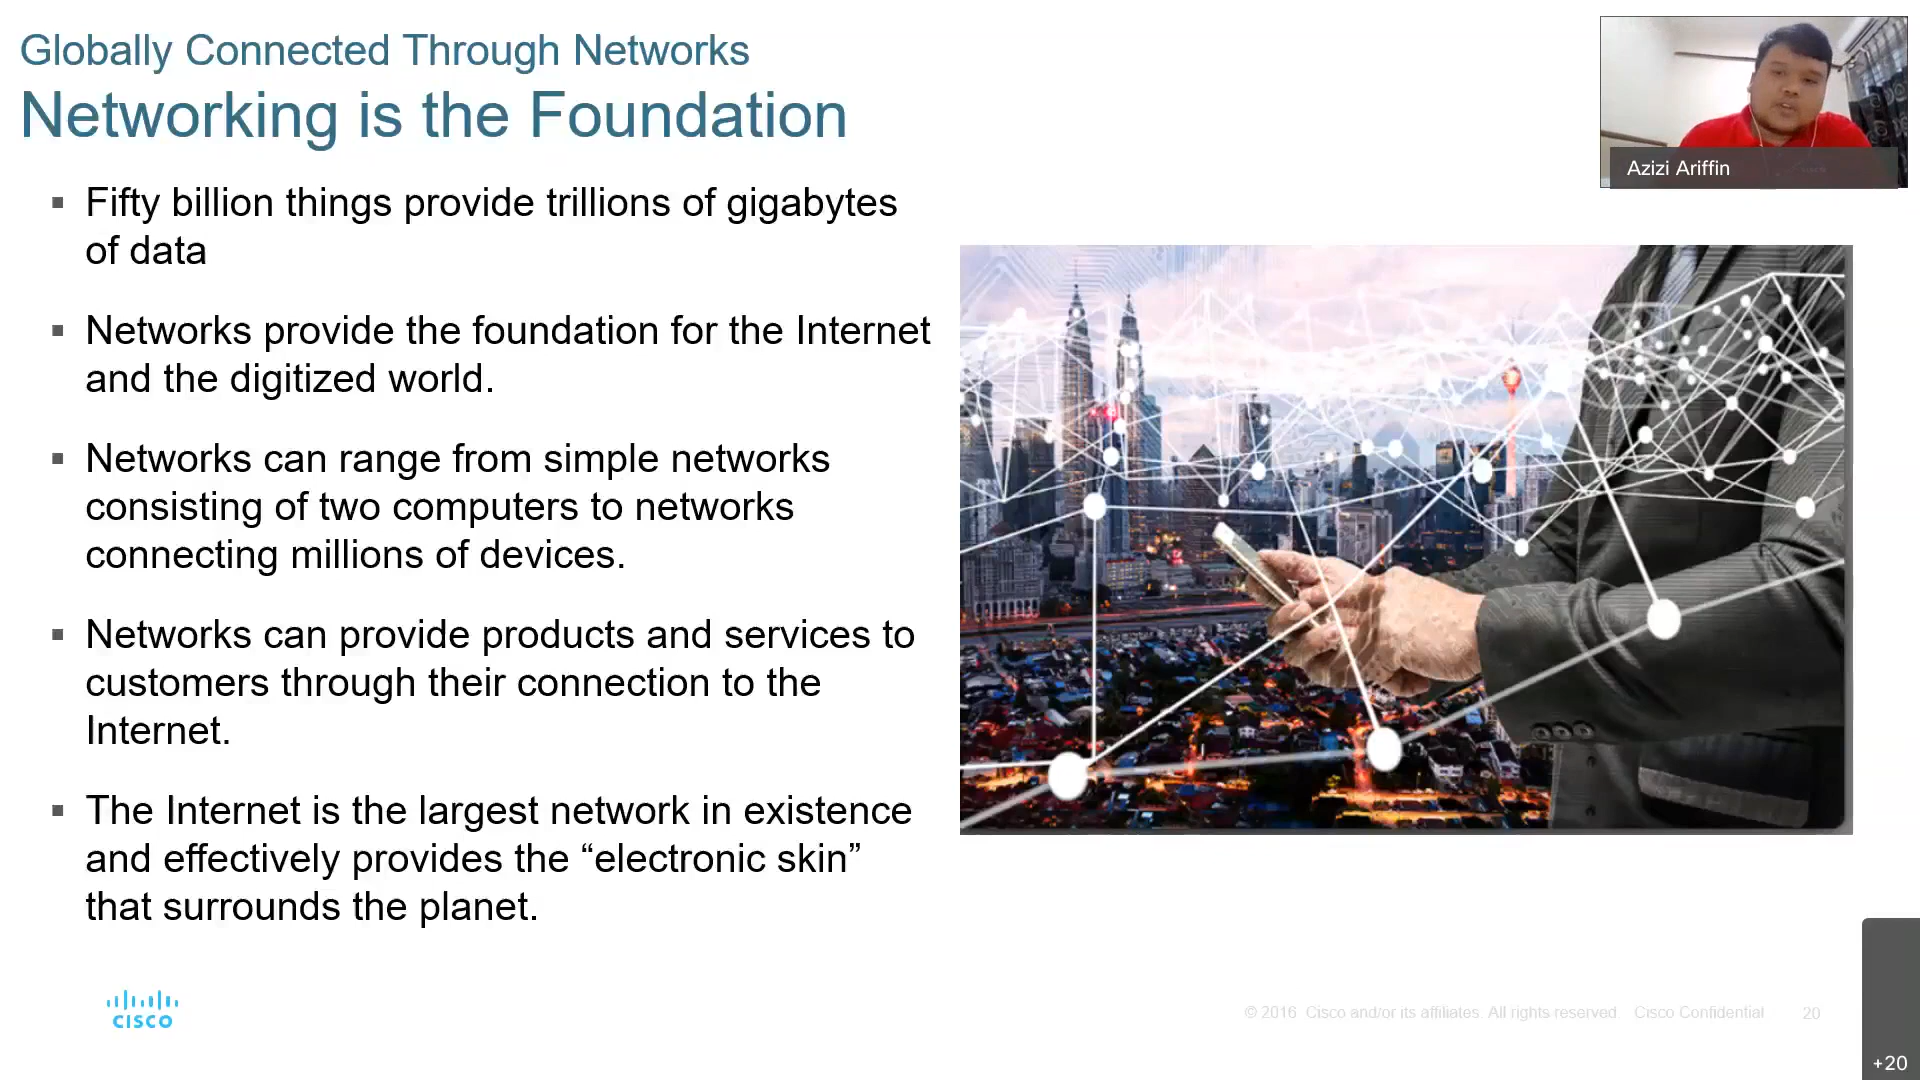 Globally Connected Through Networks
Networking is the Foundation
Azizi Ariffin
▪ Fifty billion things provide trillions of gigabytes
of data
▪ Networks provide the foundation for the Internet
and the digitized world.
▪ Networks can range from simple networks
consisting of two computers to networks
connecting millions of devices.
▪ Networks can provide products and services to
customers through their connection to the
Internet.
▪ The Internet is the largest network in existence
and effectively provides the “electronic skin”
that surrounds the planet.
CISCO
© 2016 Cisco and/or its affiliates. All rights reserved. Cisco Confidential 20
+20